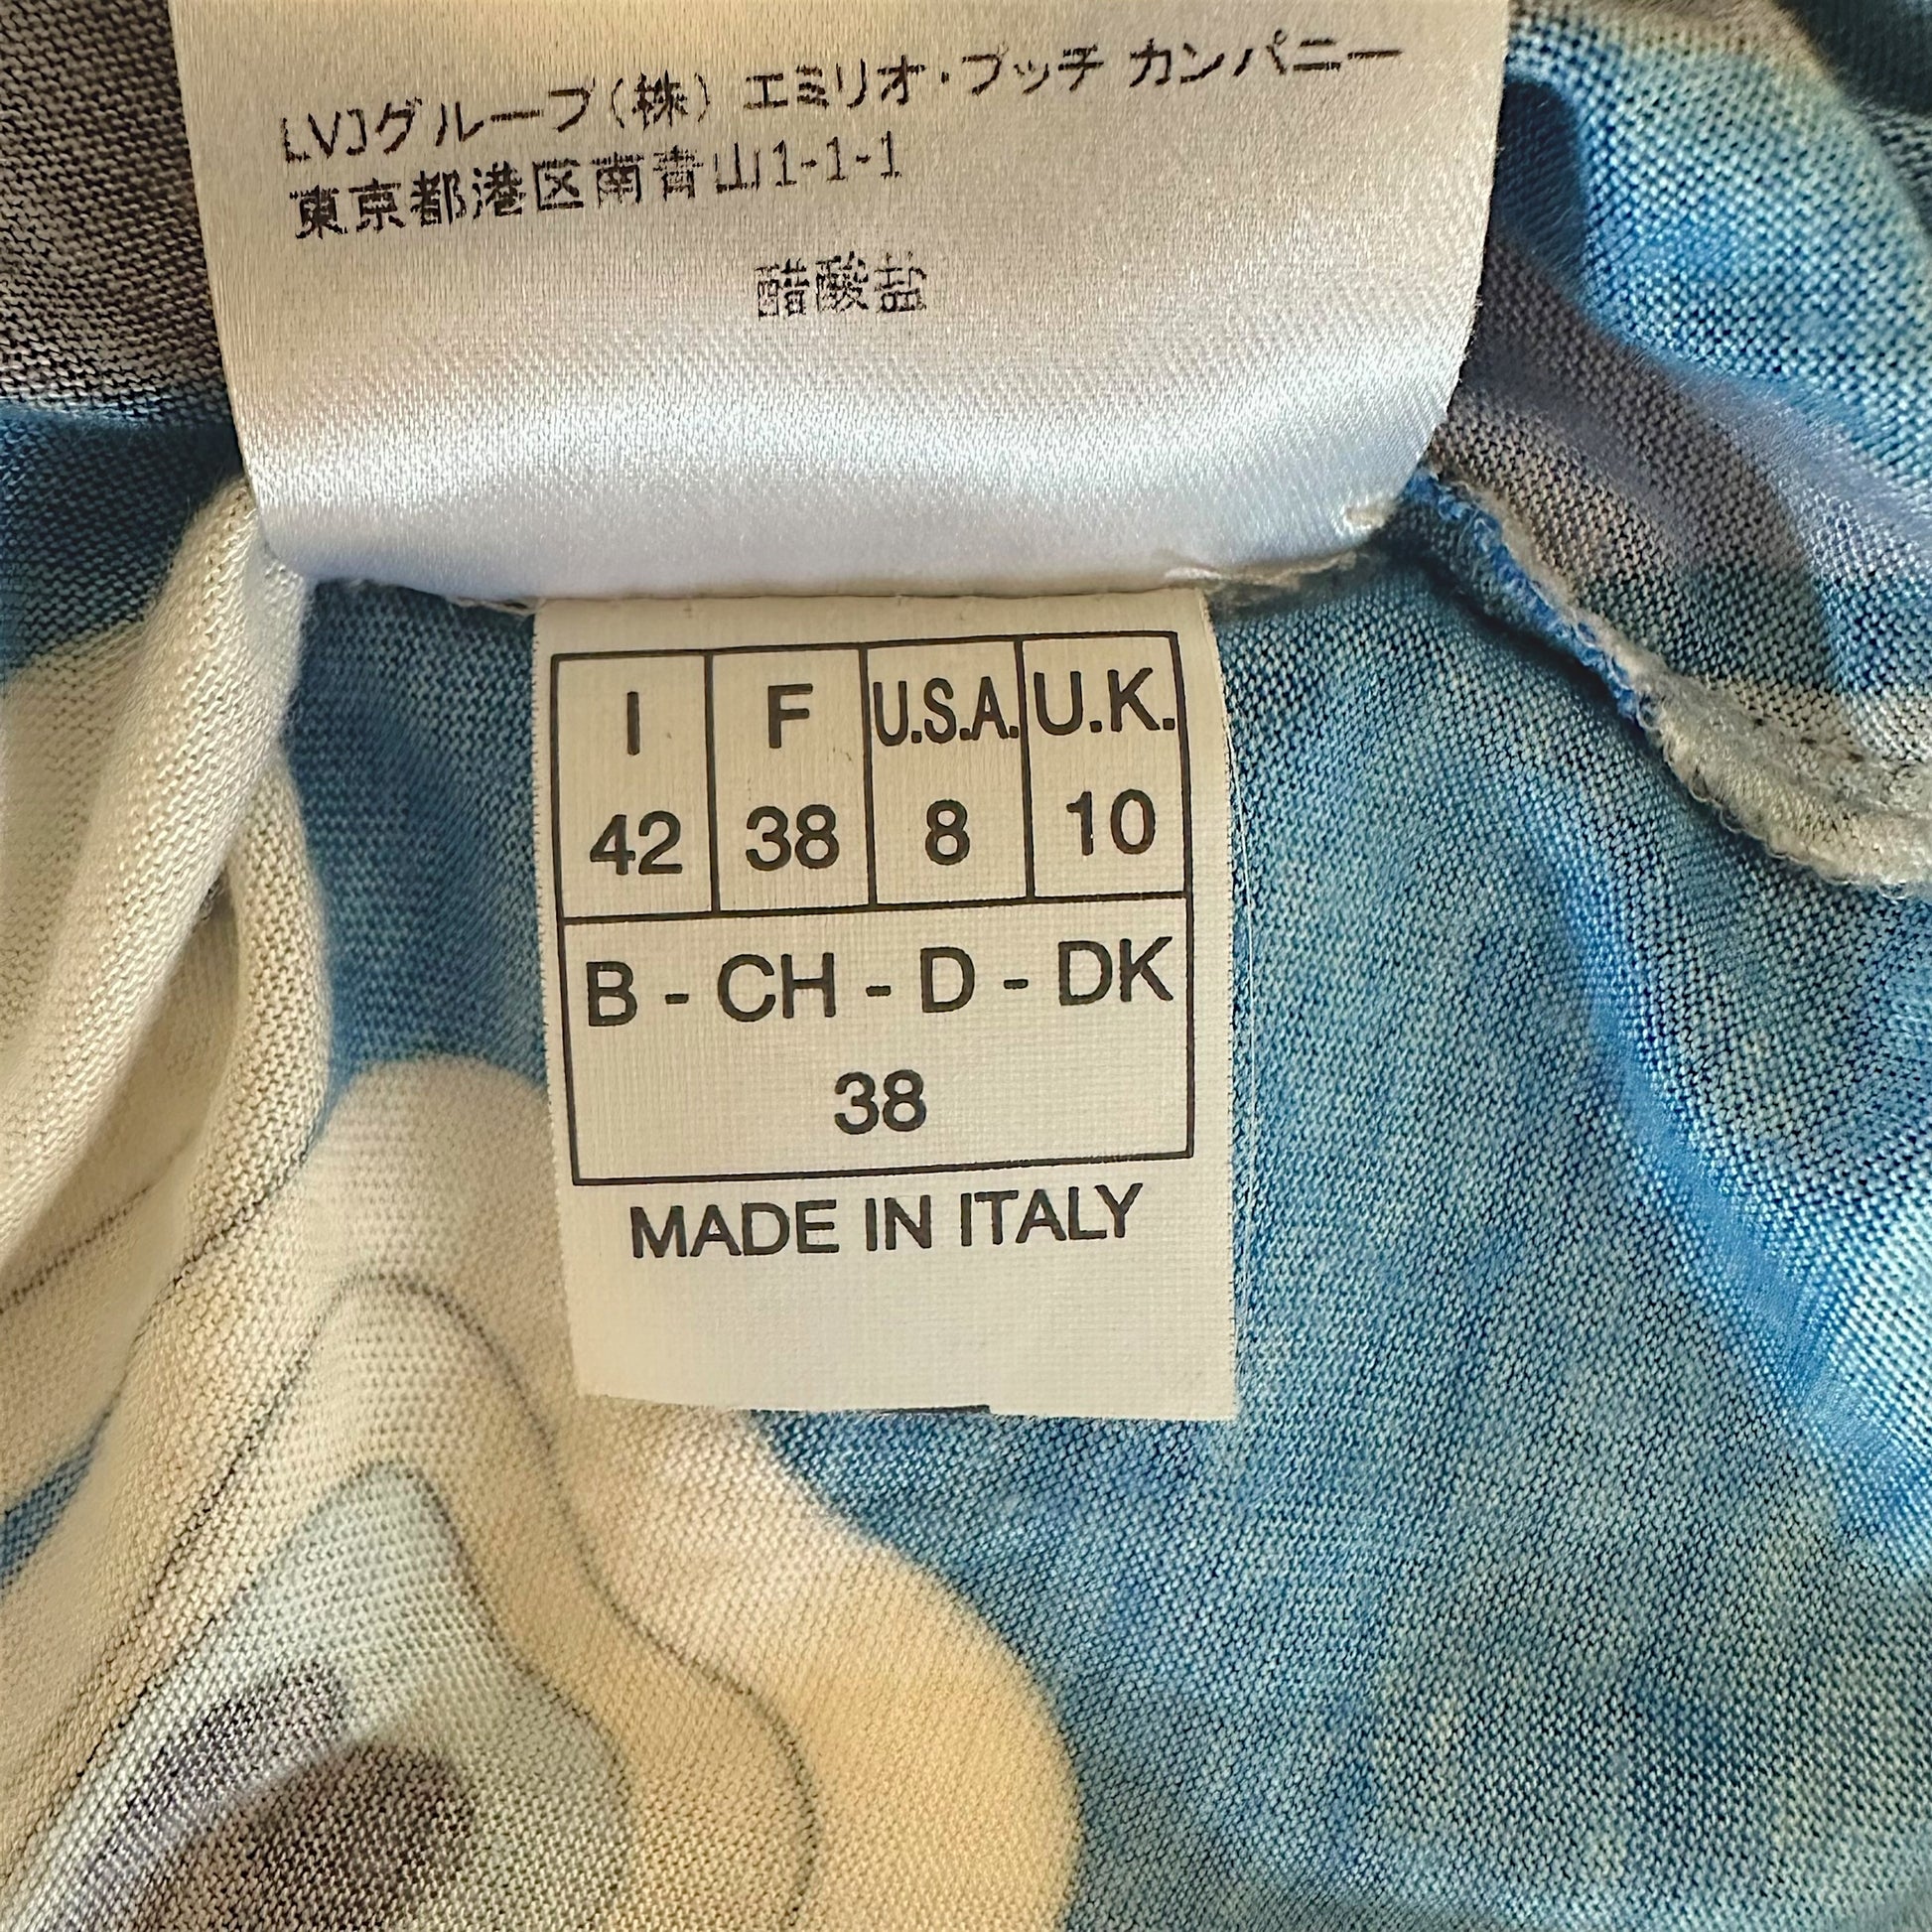 LVJグループ(株) エミリオ・プッチ カンパニー
東京都港区南青山1-1-1
醋酸盐
I F U.S.A. U.K.
42 38 8 10
B - CH - D - DK
38
MADE IN ITALY